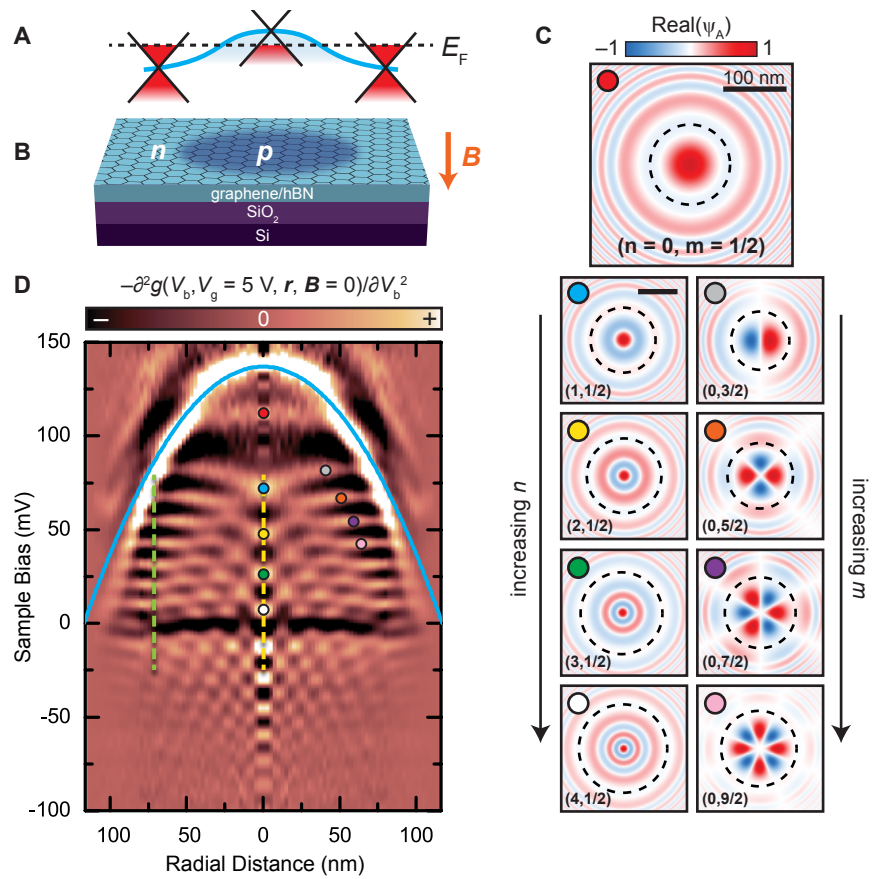 A
E_F
B
n
p
B
graphene/hBN
SiO₂
Si
C
Real(ψ_A)
−1
1
100 nm
(n = 0, m = 1/2)
increasing n
(1,1/2)
(0,3/2)
(2,1/2)
(0,5/2)
(3,1/2)
(0,7/2)
(4,1/2)
(0,9/2)
increasing m
D
−∂²g(V_b,V_g = 5 V, r, B = 0)/∂V_b²
−
0
+
Sample Bias (mV)
150
100
50
0
-50
-100
100
50
0
50
100
Radial Distance (nm)